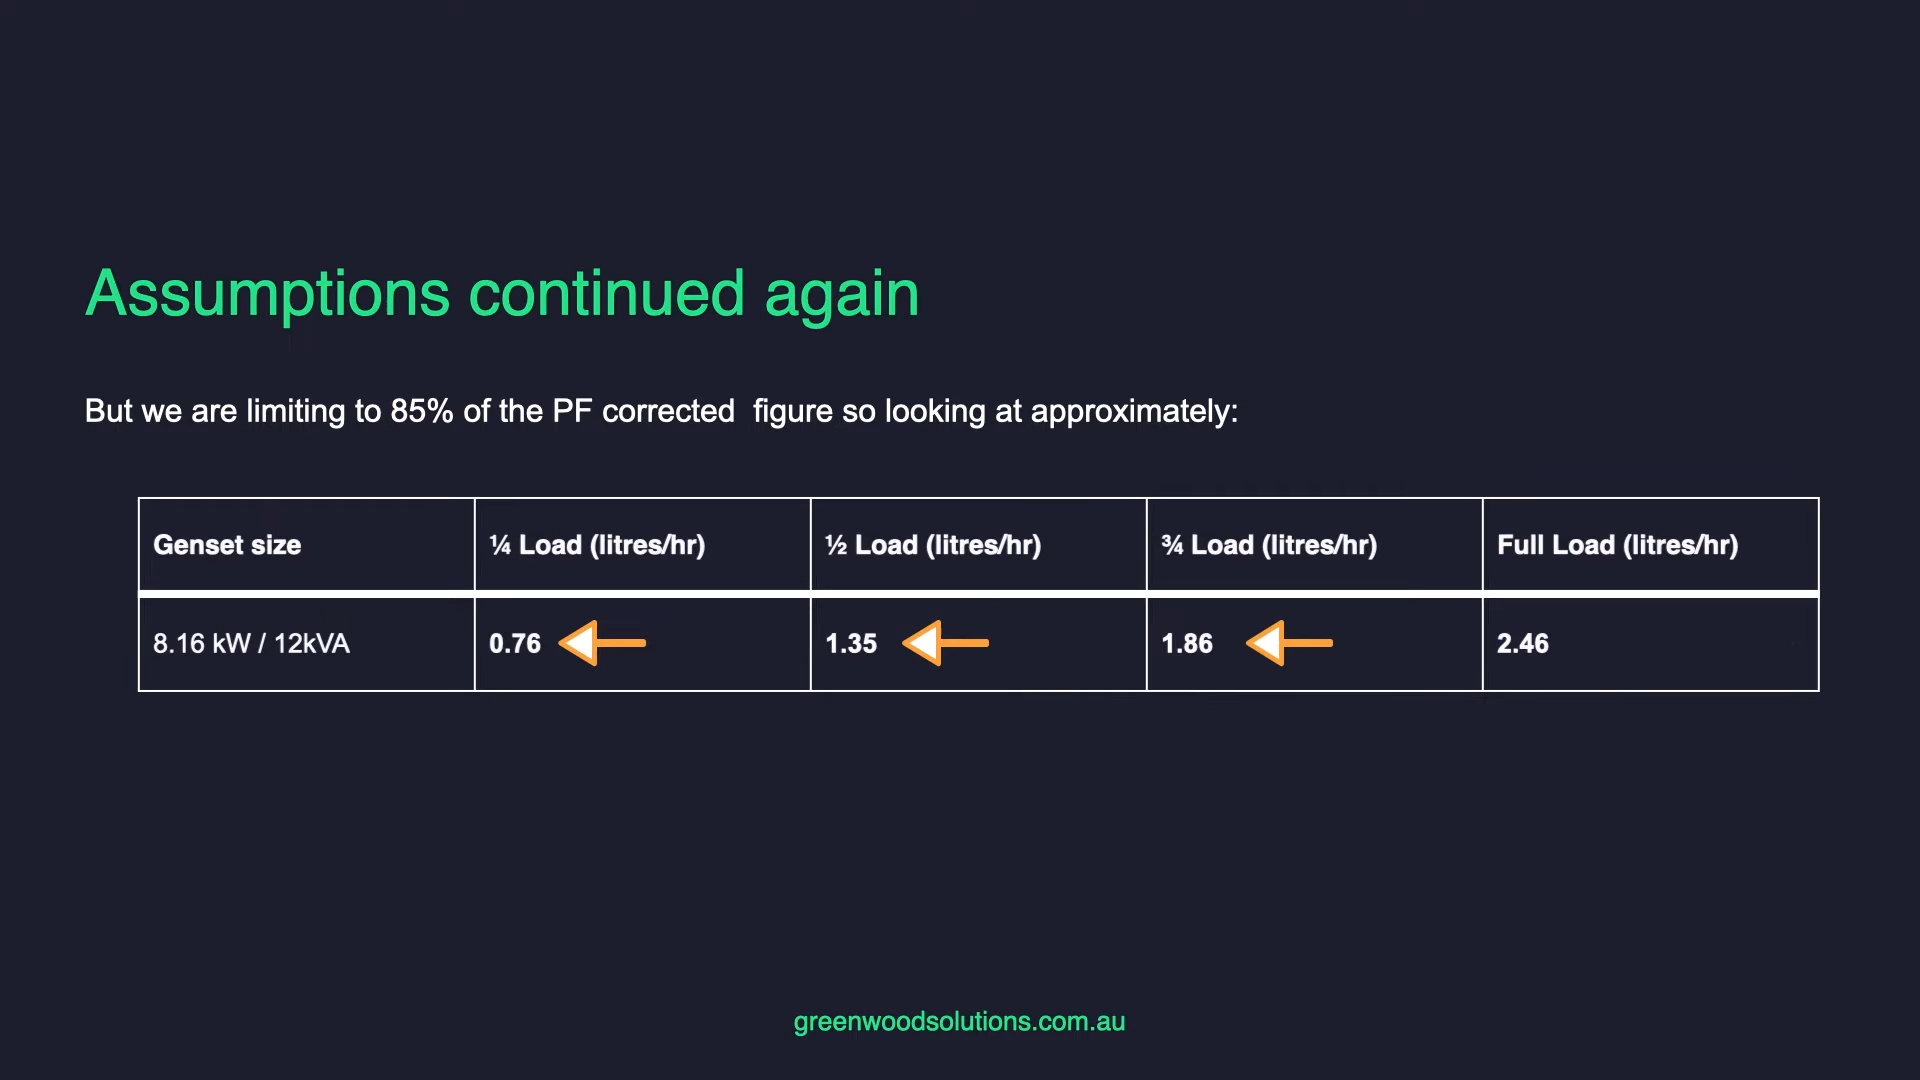 Assumptions continued again
But we are limiting to 85% of the PF corrected  figure so looking at approximately:
Genset size ¼ Load (litres/hr) ½ Load (litres/hr) ¾ Load (litres/hr) Full Load (litres/hr)
8.16 kW / 12kVA 0.76 1.35 1.86 2.46
greenwoodsolutions.com.au